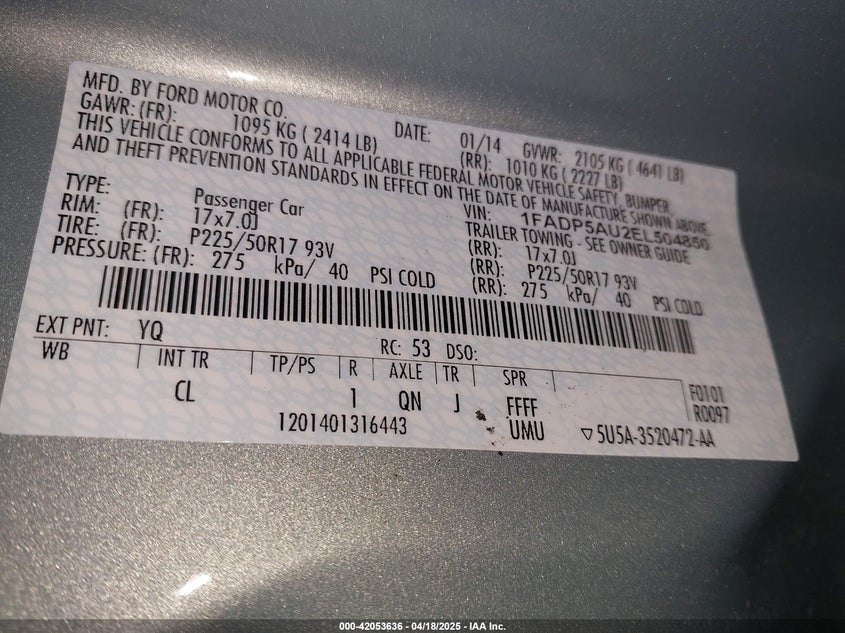 MFD. BY FORD MOTOR CO. DATE: 01/14 GVWR: 2105 KG ( 4641 LB)
GAWR: (FR): 1095 KG ( 2414 LB) (RR): 1010 KG ( 2227 LB)
THIS VEHICLE CONFORMS TO ALL APPLICABLE FEDERAL MOTOR VEHICLE SAFETY, BUMPER,
AND THEFT PREVENTION STANDARDS IN EFFECT ON THE DATE OF MANUFACTURE SHOWN ABOVE.
VIN: 1FADP5AU2EL504850
TYPE: Passenger Car TRAILER TOWING - SEE OWNER GUIDE
RIM: (FR): 17x7.0J (RR): 17x7.0J
TIRE: (FR): P225/50R17 93V (RR): P225/50R17 93V
PRESSURE: (FR): 275 kPa/ 40 PSI COLD (RR): 275 kPa/ 40 PSI COLD
EXT PNT: YQ RC: 53 DSO:
WB INT TR TP/PS R AXLE TR SPR
CL 1 QN J FFFF F0101
R0097
1201401316443 UMU ▽5U5A-3520472-AA
000-42053636 - 04/18/2025 - IAA Inc.